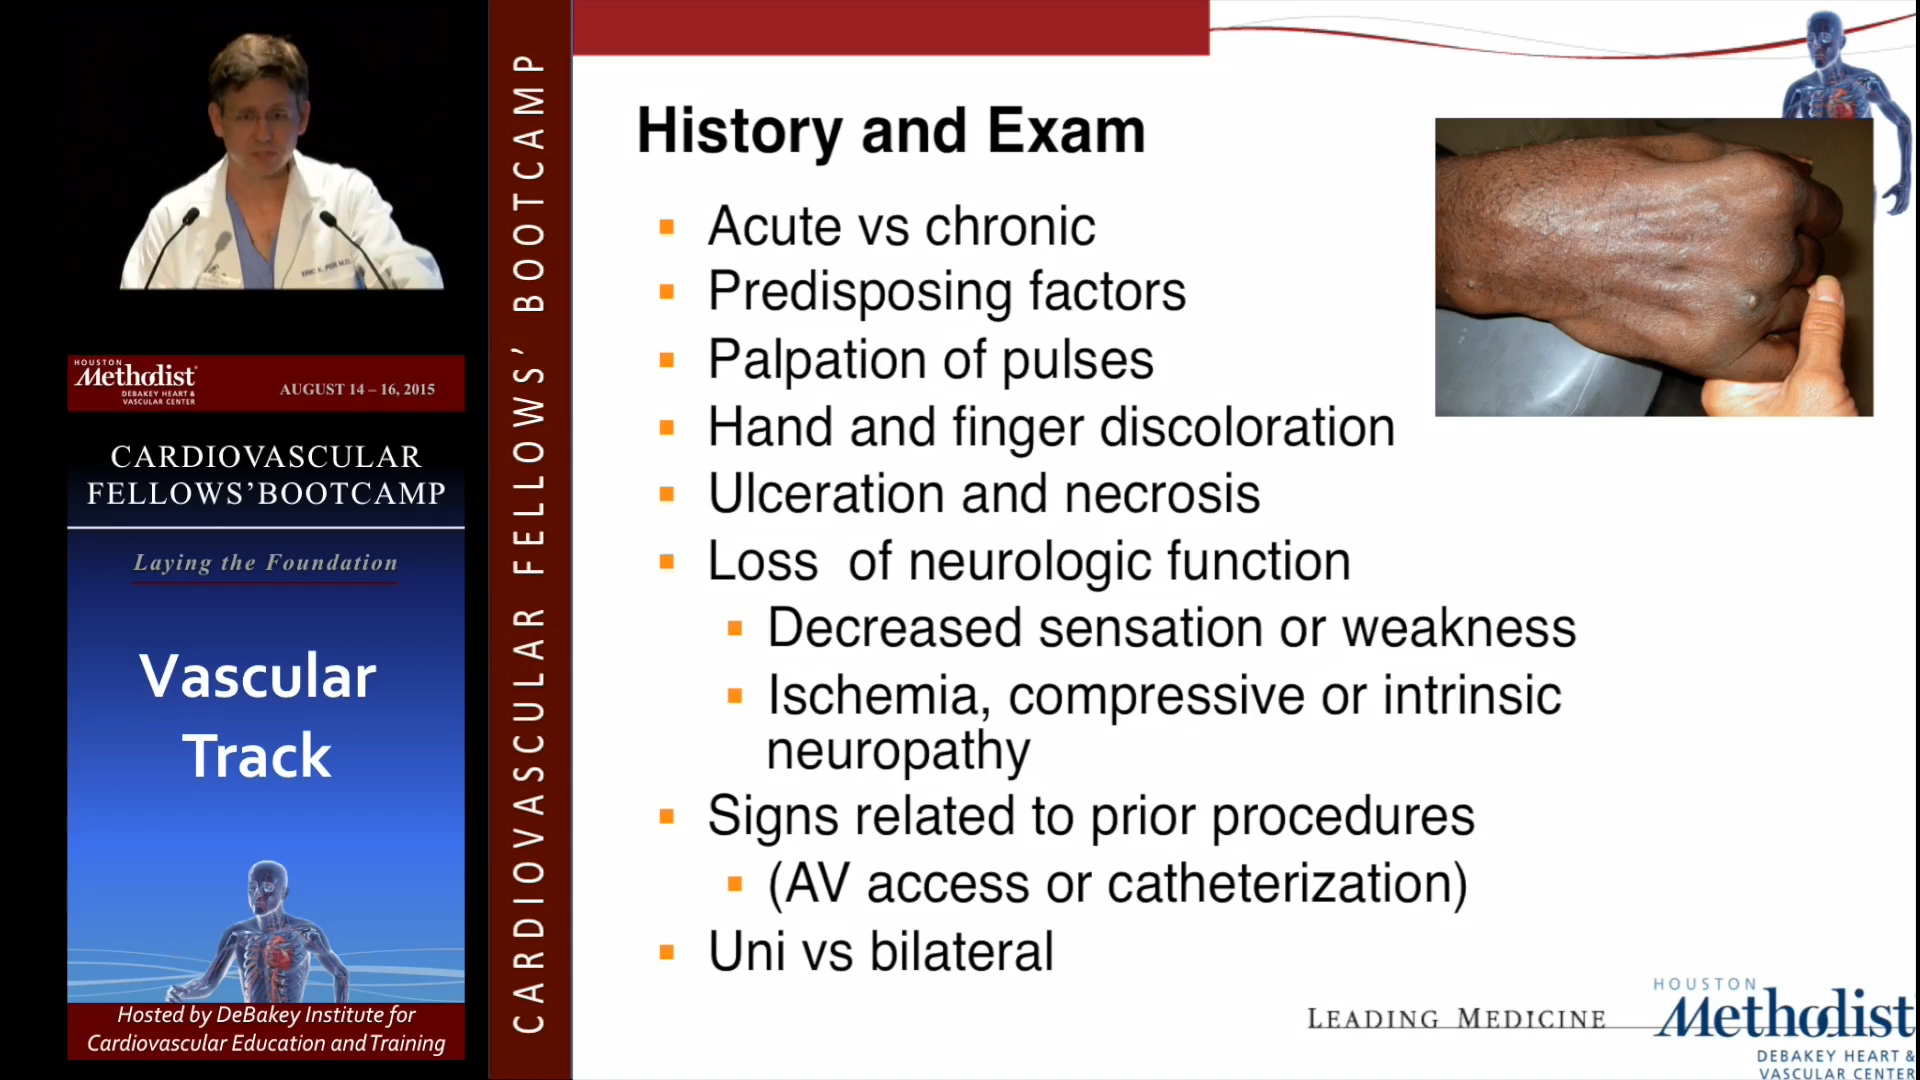 HOUSTON
Methodist
DEBAKEY HEART &
VASCULAR CENTER
AUGUST 14 – 16, 2015
CARDIOVASCULAR
FELLOWS'BOOTCAMP
Laying the Foundation
Vascular
Track
Hosted by DeBakey Institute for
Cardiovascular Education and Training
CARDIOVASCULAR FELLOWS' BOOTCAMP
History and Exam
Acute vs chronic
Predisposing factors
Palpation of pulses
Hand and finger discoloration
Ulceration and necrosis
Loss of neurologic function
Decreased sensation or weakness
Ischemia, compressive or intrinsic
neuropathy
Signs related to prior procedures
(AV access or catheterization)
Uni vs bilateral
LEADING MEDICINE
HOUSTON
Methodist
DEBAKEY HEART &
VASCULAR CENTER